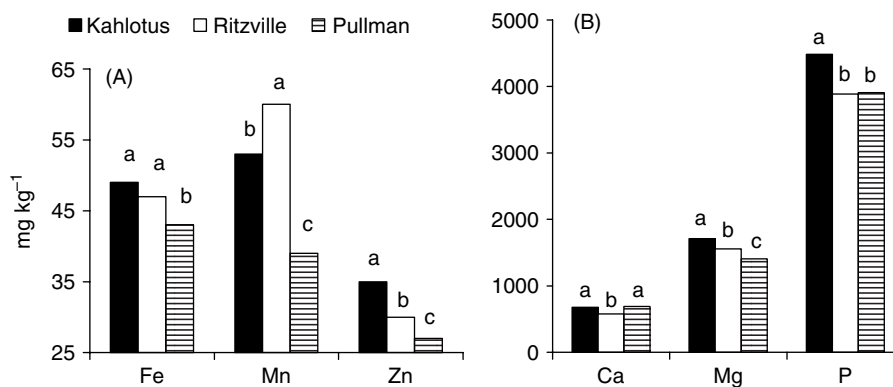 Kahlotus Ritzville Pullman
(A)
65
55
45
35
25
mg kg⁻¹
a a b
b a c
a b c
Fe Mn Zn
(B)
5000
4000
3000
2000
1000
0
a b a
a b c
a b b
Ca Mg P